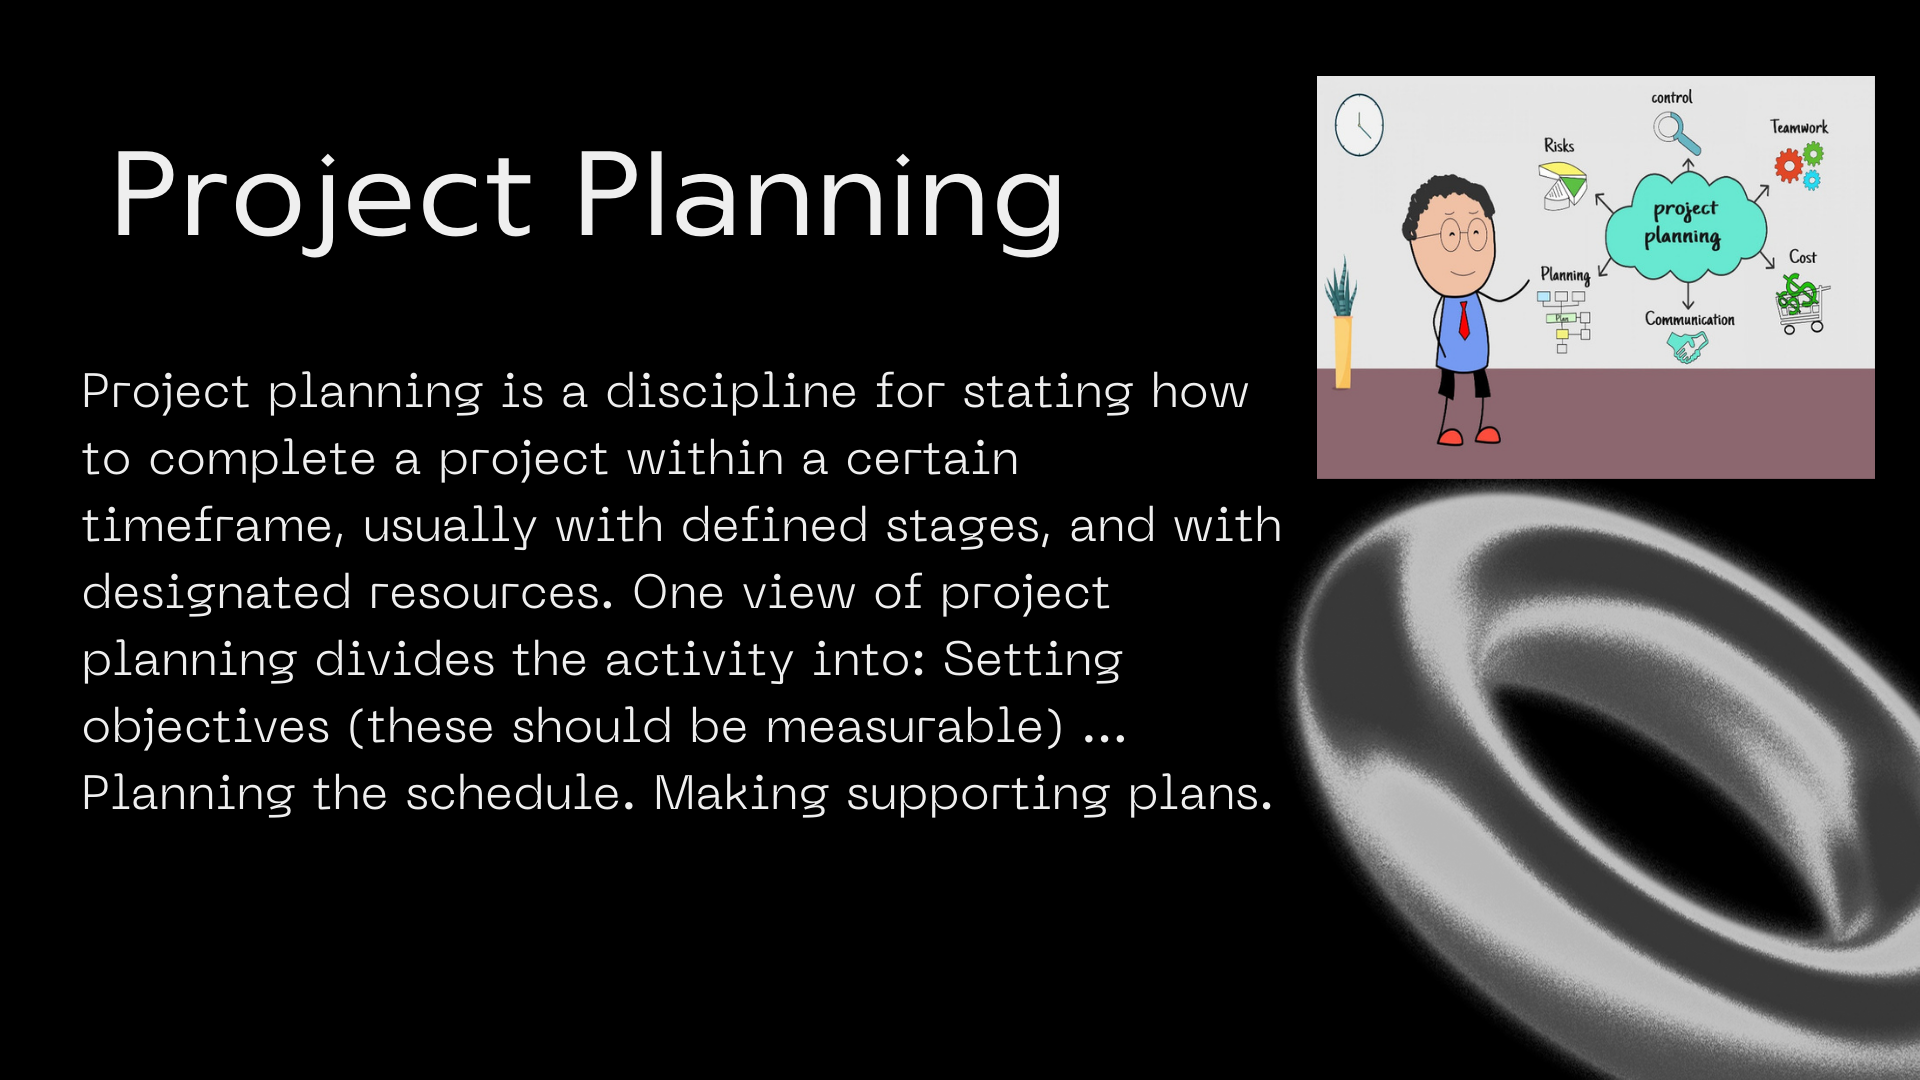 Project Planning
Project planning is a discipline for stating how
to complete a project within a certain
timeframe, usually with defined stages, and with
designated resources. One view of project
planning divides the activity into: Setting
objectives (these should be measurable) ...
Planning the schedule. Making supporting plans.
control
Teamwork
Risks
project
planning
Cost
Planning
Plan
Communication